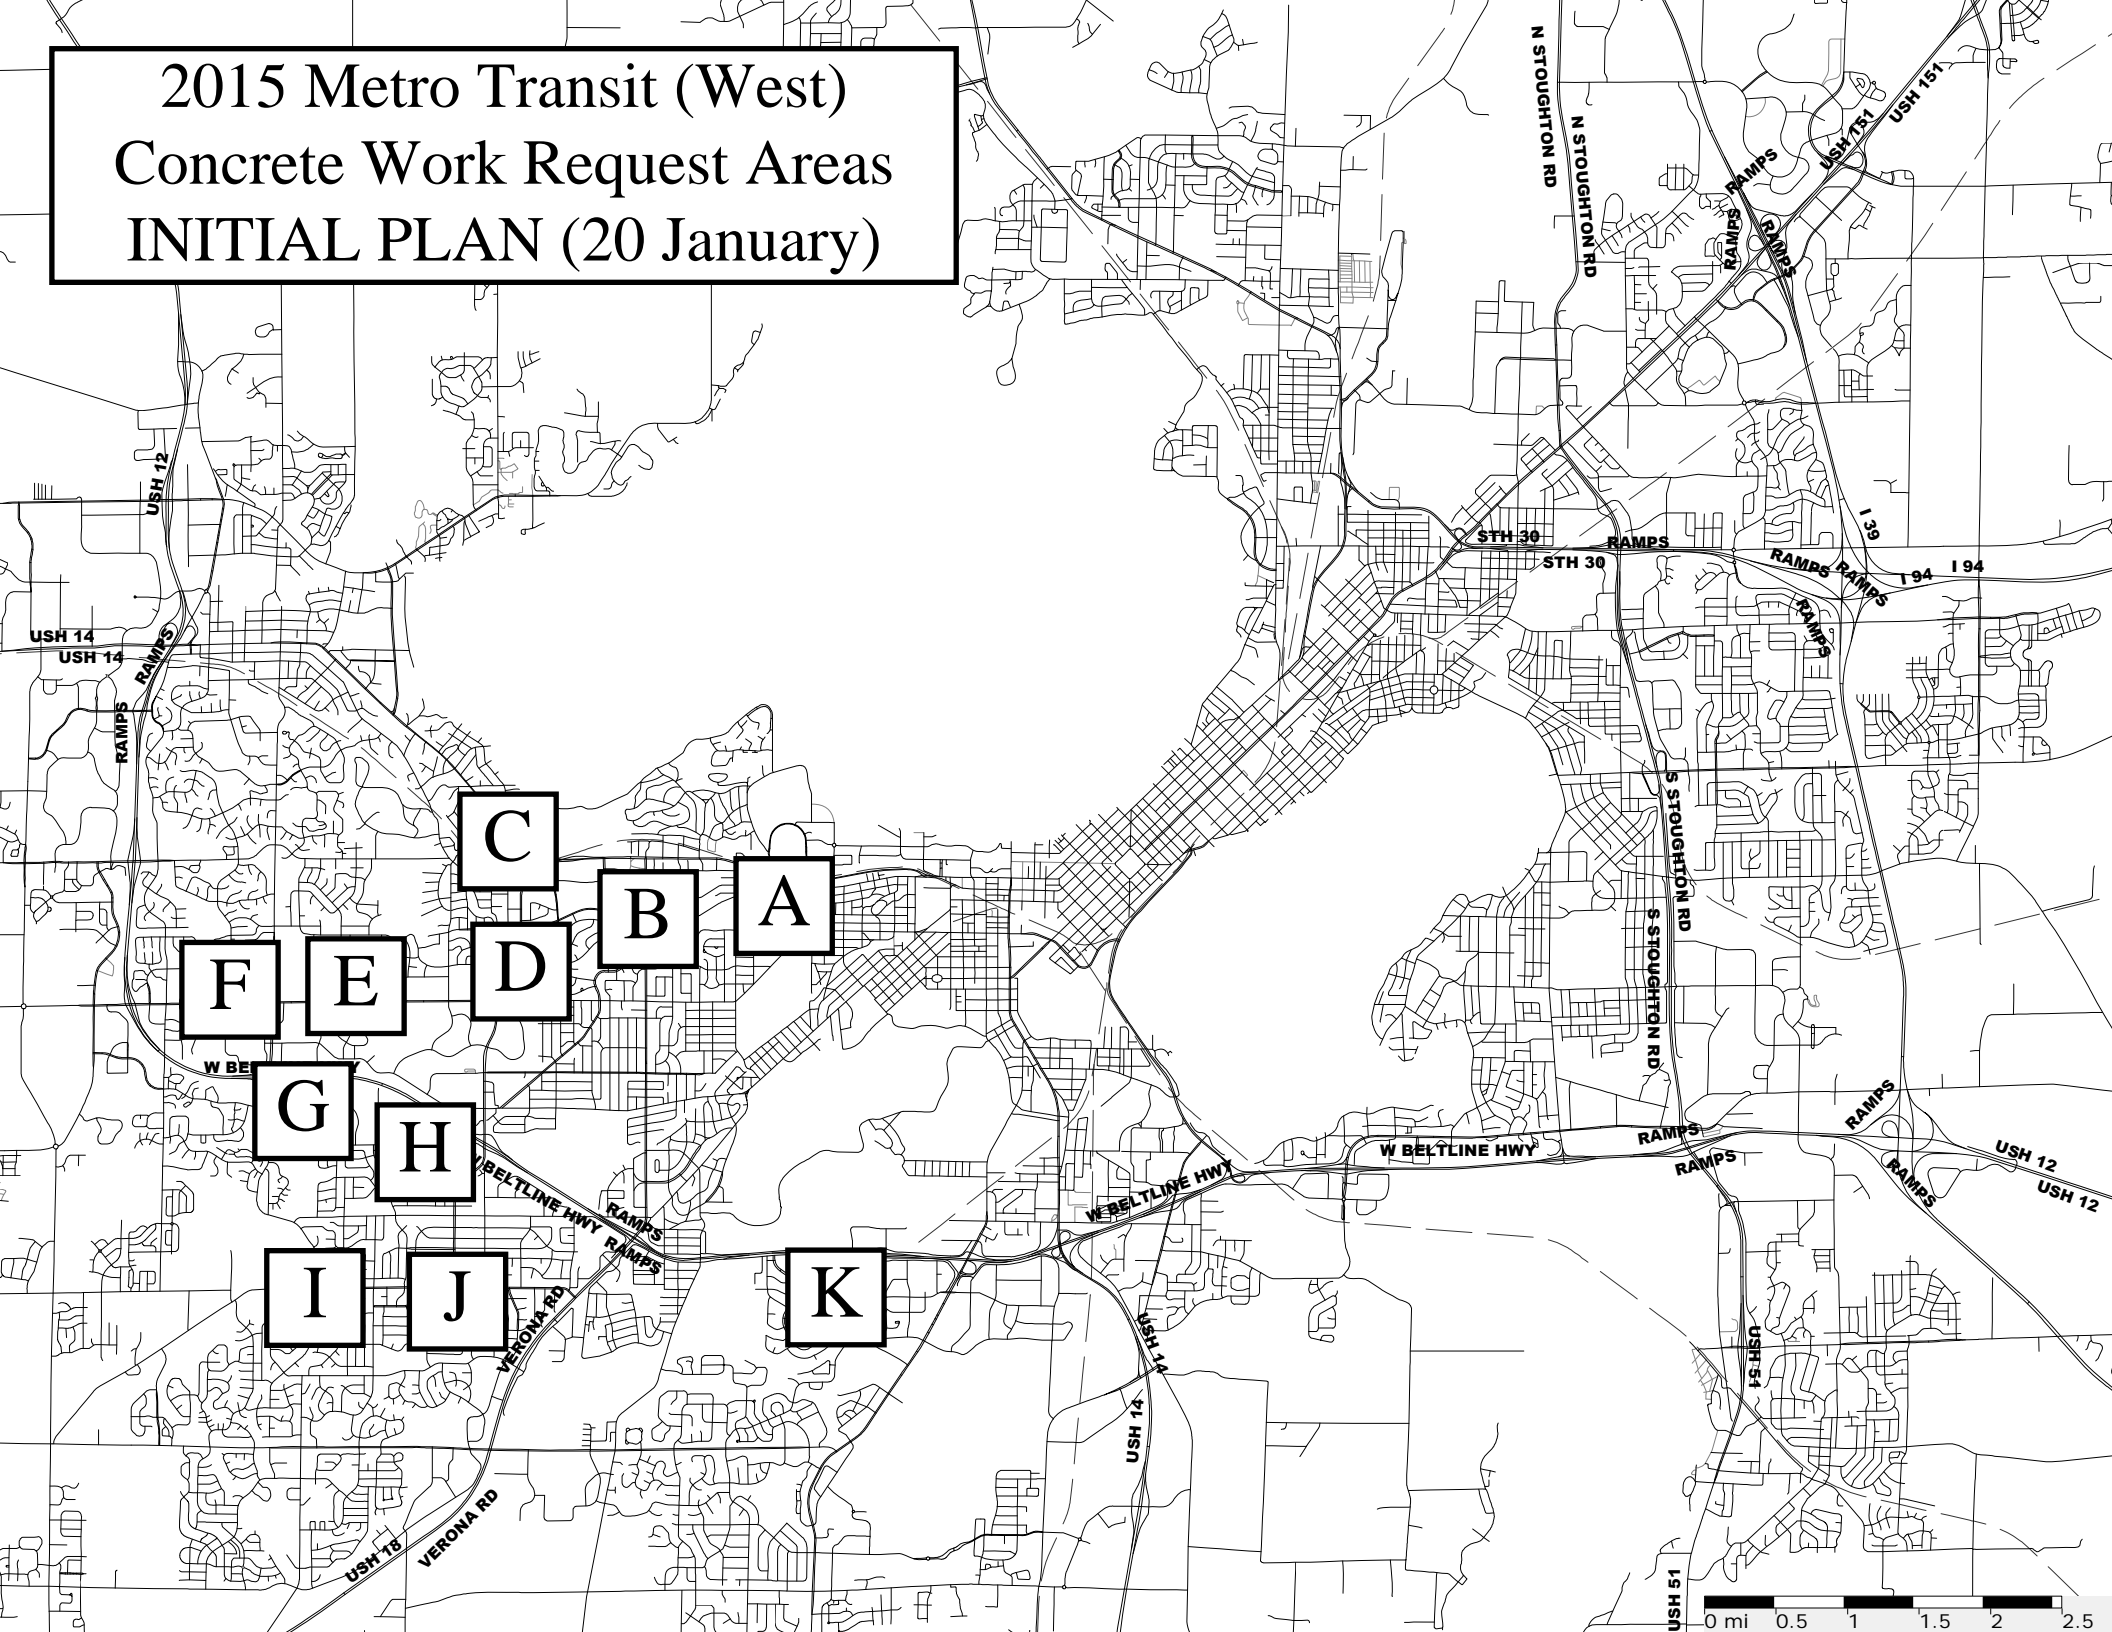 2015 Metro Transit (West)
Concrete Work Request Areas
INITIAL PLAN (20 January)
N STOUGHTON RD
N STOUGHTON RD
USH 151
USH 151
RAMPS
RAMPS
RAMPS
USH 12
STH 30
STH 30
RAMPS
I 39
RAMPS
RAMPS
I 94
I 94
RAMPS
USH 14
USH 14
RAMPS
RAMPS
S STOUGHTON RD
S STOUGHTON RD
S STOUGHTON RD
C
B
A
D
E
F
W BE
Y
G
H
W BELTLINE HWY
RAMPS
RAMPS
W BELTLINE HWY
W BELTLINE HWY
RAMPS
RAMPS
RAMPS
RAMPS
USH 12
USH 12
I
J
K
VERONA RD
USH 14
USH 14
USH 51
VERONA RD
USH 18
USH 51
0 mi 0.5 1 1.5 2 2.5